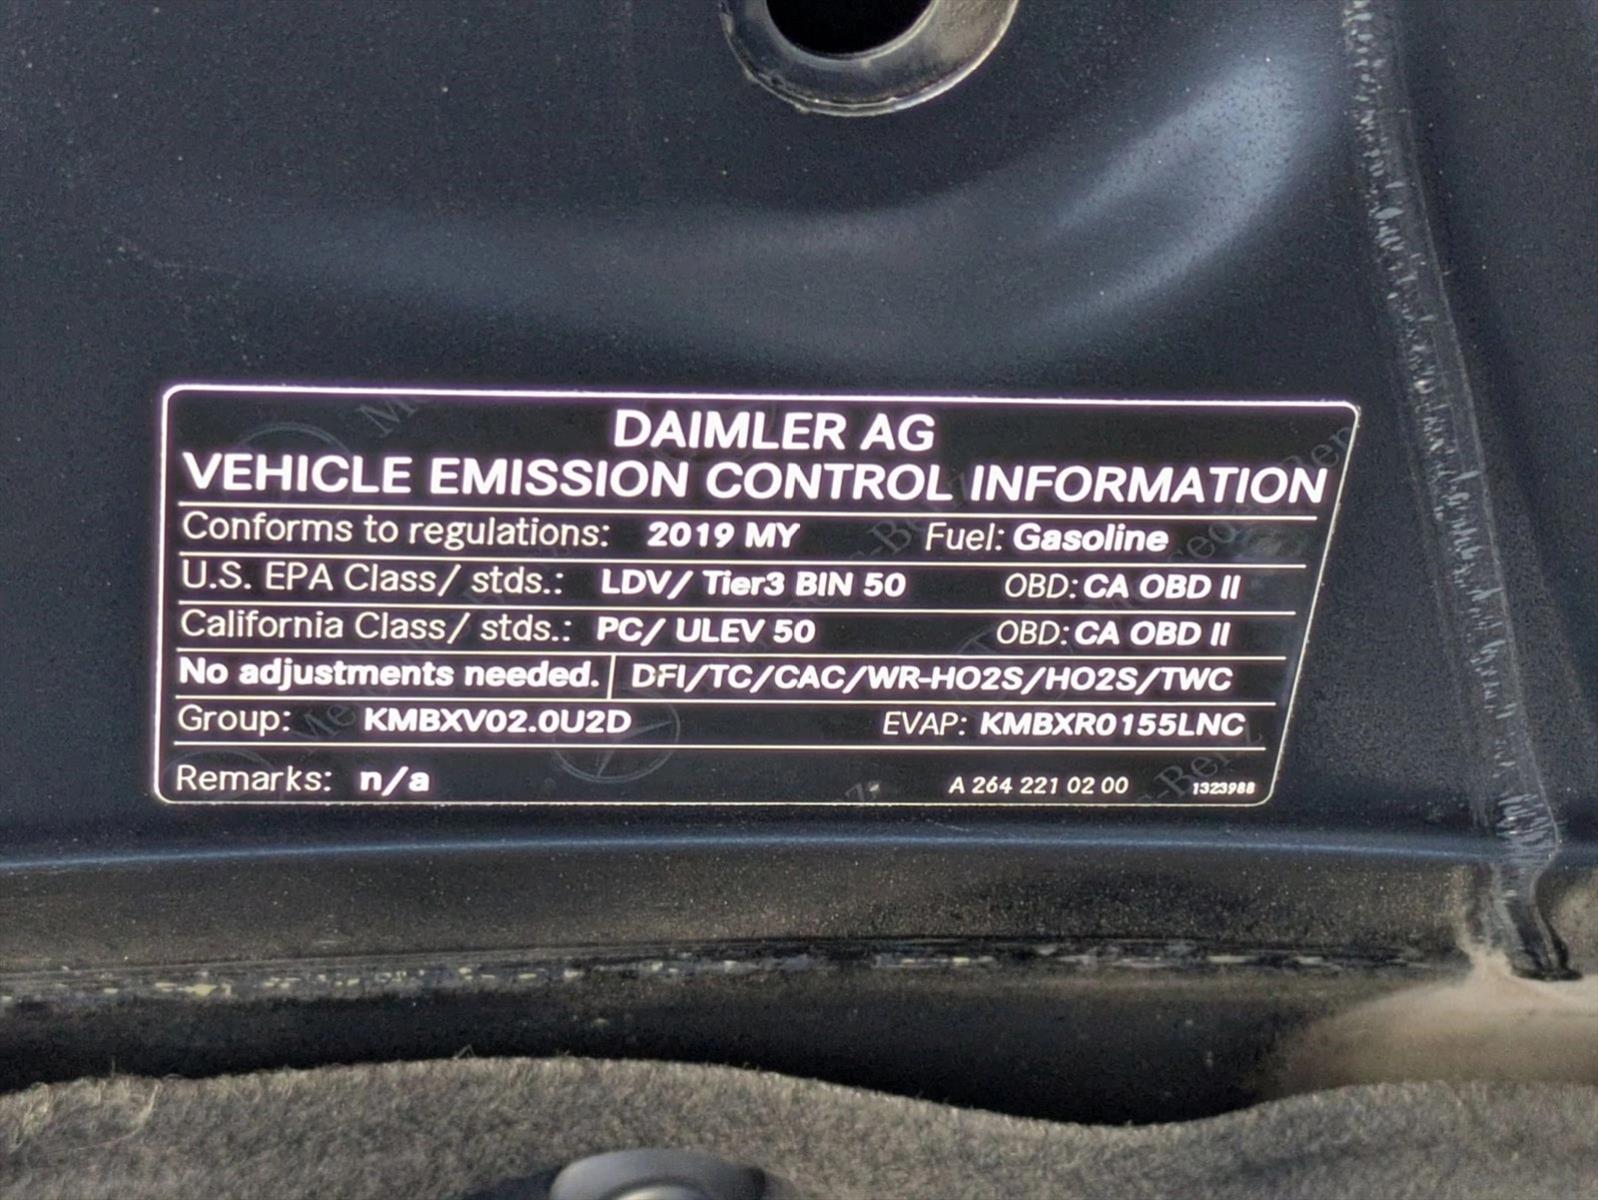 DAIMLER AG
VEHICLE EMISSION CONTROL INFORMATION
Conforms to regulations: 2019 MY Fuel: Gasoline
U.S. EPA Class/ stds.: LDV/ Tier3 BIN 50 OBD: CA OBD II
California Class/ stds.: PC/ ULEV 50 OBD: CA OBD II
No adjustments needed. DFI/TC/CAC/WR-HO2S/HO2S/TWC
Group: KMBXV02.0U2D EVAP: KMBXR0155LNC
Remarks: n/a A 264 221 02 00 1323988